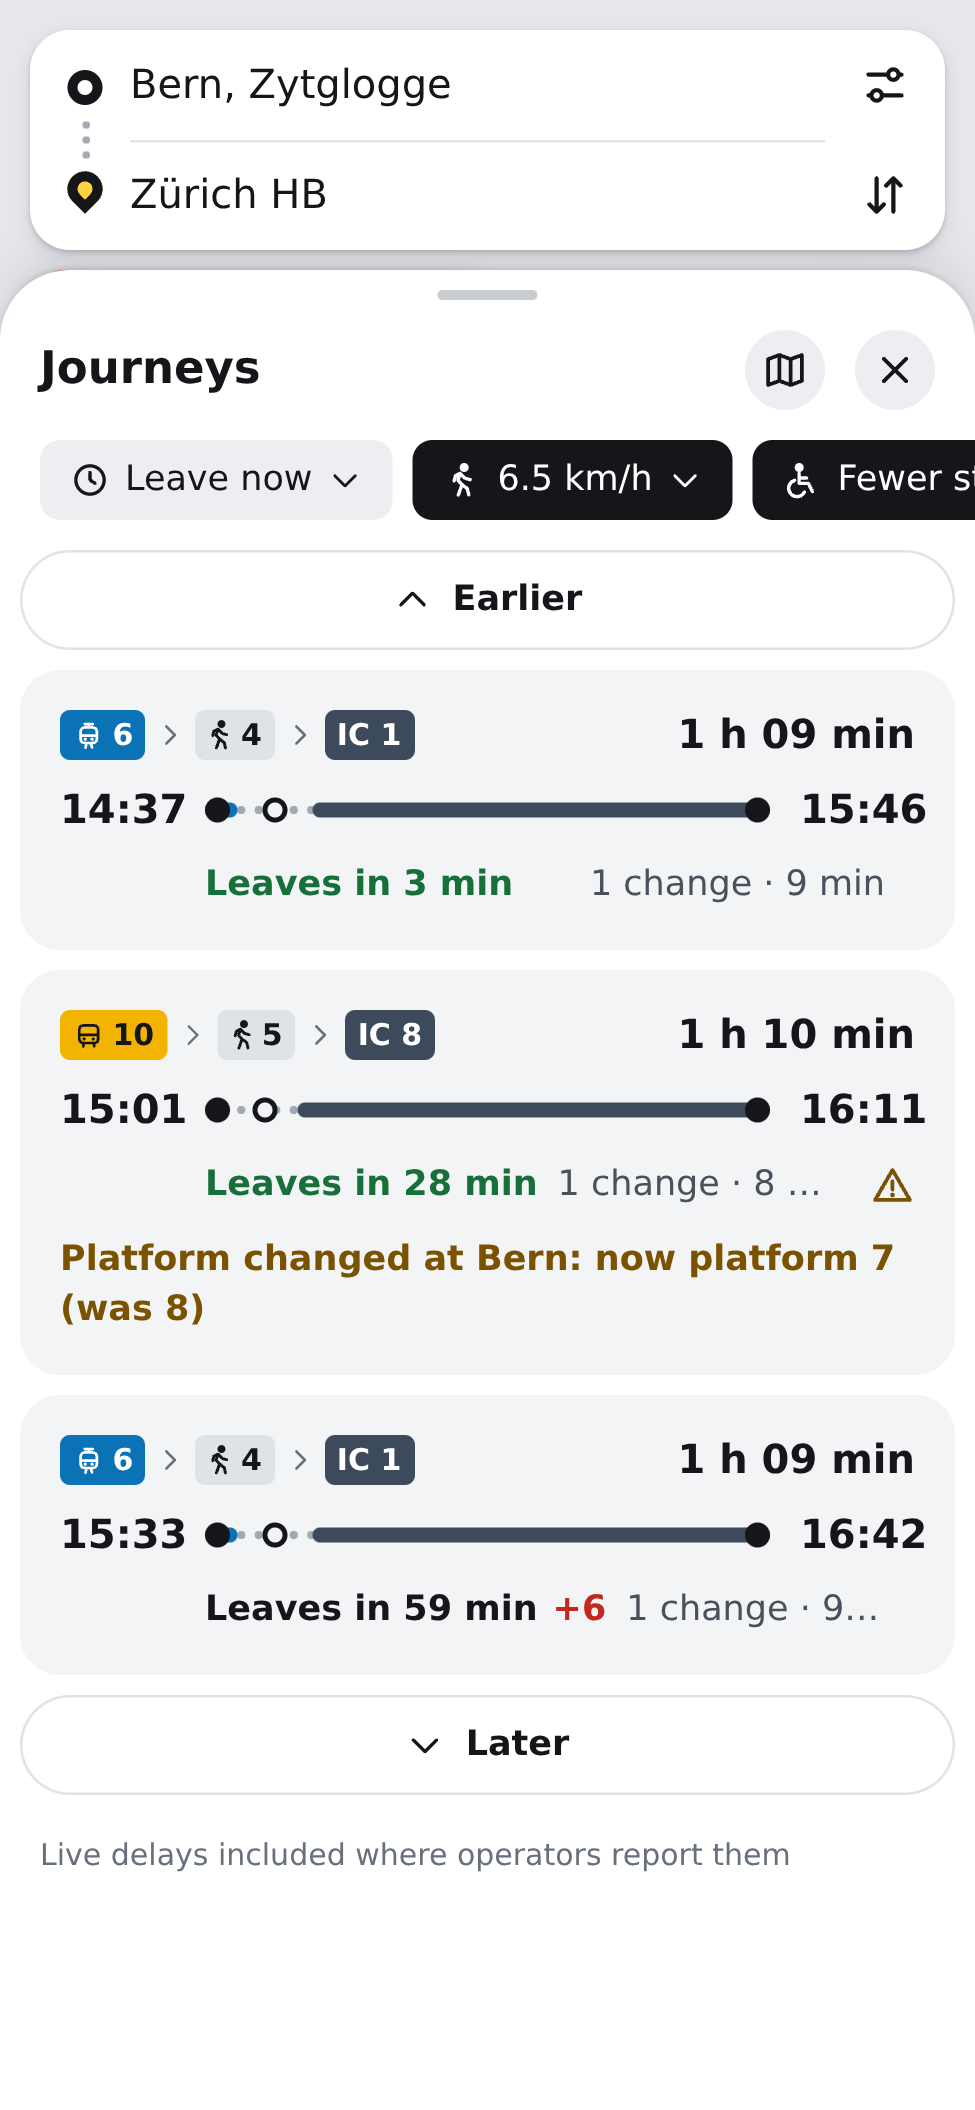 Bern, Zytglogge
Zürich HB
Journeys
Leave now
6.5 km/h
Fewer st
Earlier
6 4 IC 1 1 h 09 min
14:37 15:46
Leaves in 3 min 1 change · 9 min
10 5 IC 8 1 h 10 min
15:01 16:11
Leaves in 28 min 1 change · 8 ...
Platform changed at Bern: now platform 7
(was 8)
6 4 IC 1 1 h 09 min
15:33 16:42
Leaves in 59 min +6 1 change · 9...
Later
Live delays included where operators report them